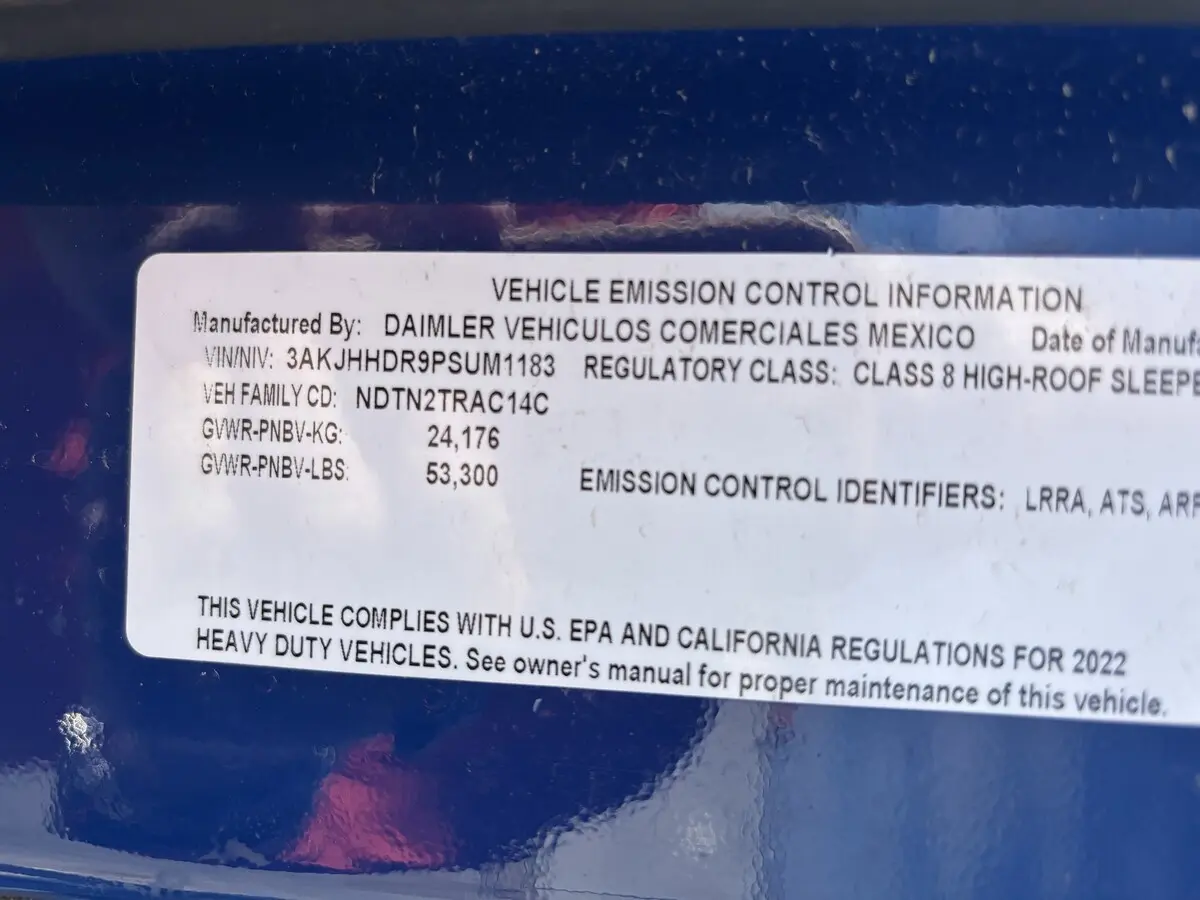 VEHICLE EMISSION CONTROL INFORMATION
Manufactured By: DAIMLER VEHICULOS COMERCIALES MEXICO Date of
VIN/NIV: 3AKJHHDR9PSUM1183 REGULATORY CLASS: CLASS 8 HIGH-ROOF
VEH FAMILY CD: NDTN2TRAC14C
GVWR-PNBV-KG: 24,176
GVWR-PNBV-LBS: 53,300
EMISSION CONTROL IDENTIFIERS: LRRA, ATS,
THIS VEHICLE COMPLIES WITH U.S. EPA AND CALIFORNIA REGULATIONS FOR 2022
HEAVY DUTY VEHICLES. See owner's manual for proper maintenance of this vehicle.